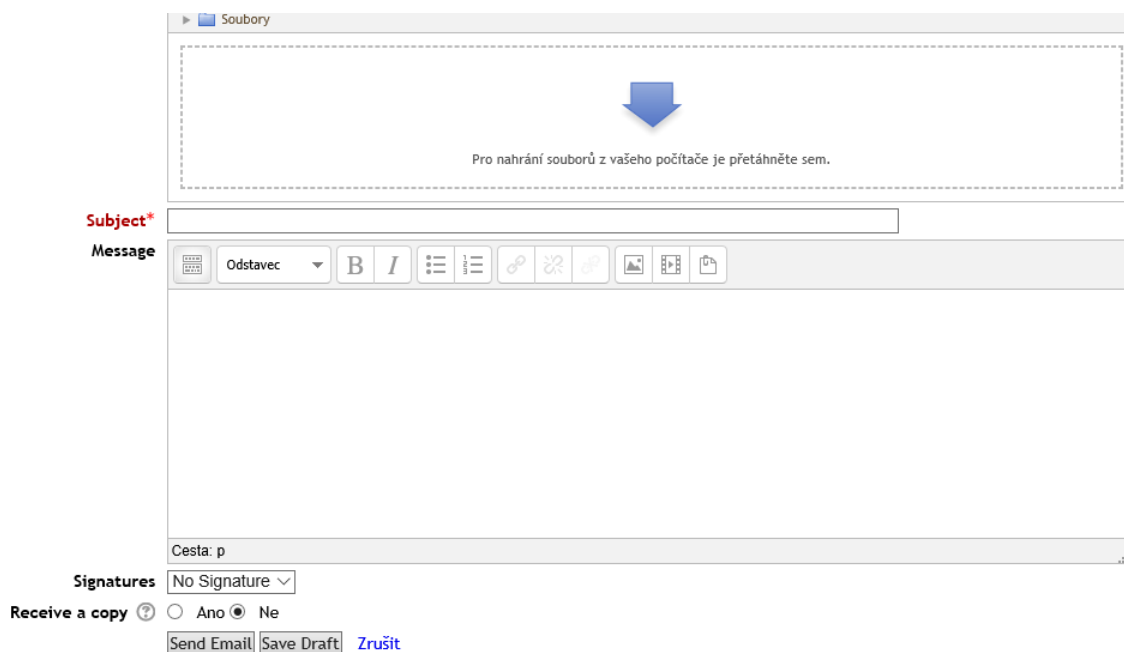 Soubory
Pro nahrání souborů z vašeho počítače je přetáhněte sem.
Subject*
Message
Odstavec B I
Cesta: p
Signatures No Signature
Receive a copy ? Ano Ne
Send Email Save Draft Zrušit